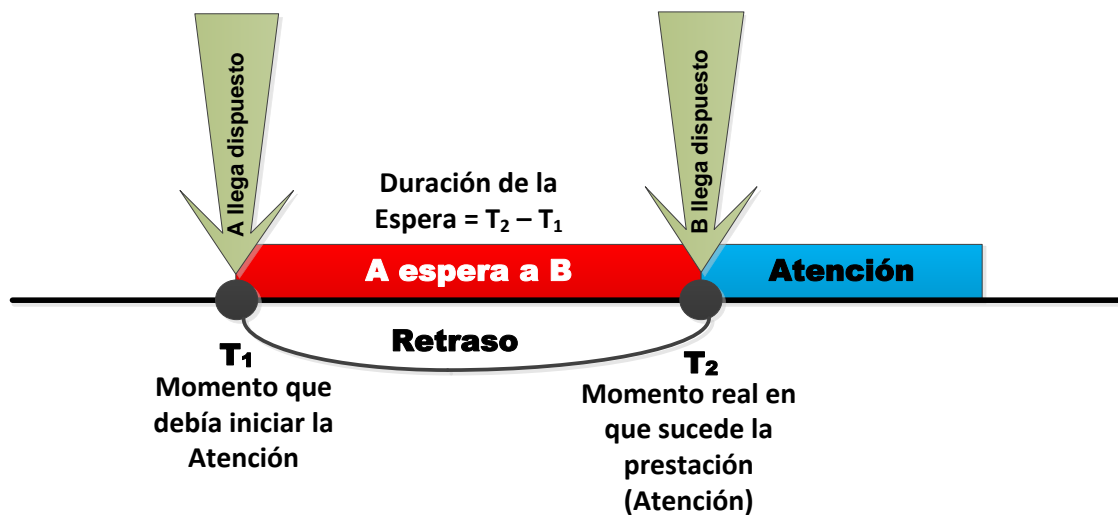 A llega dispuesto
B llega dispuesto
Duración de la
Espera = T₂ – T₁
A espera a B
Atención
Retraso
T₁
Momento que
debía iniciar la
Atención
T₂
Momento real en
que sucede la
prestación
(Atención)